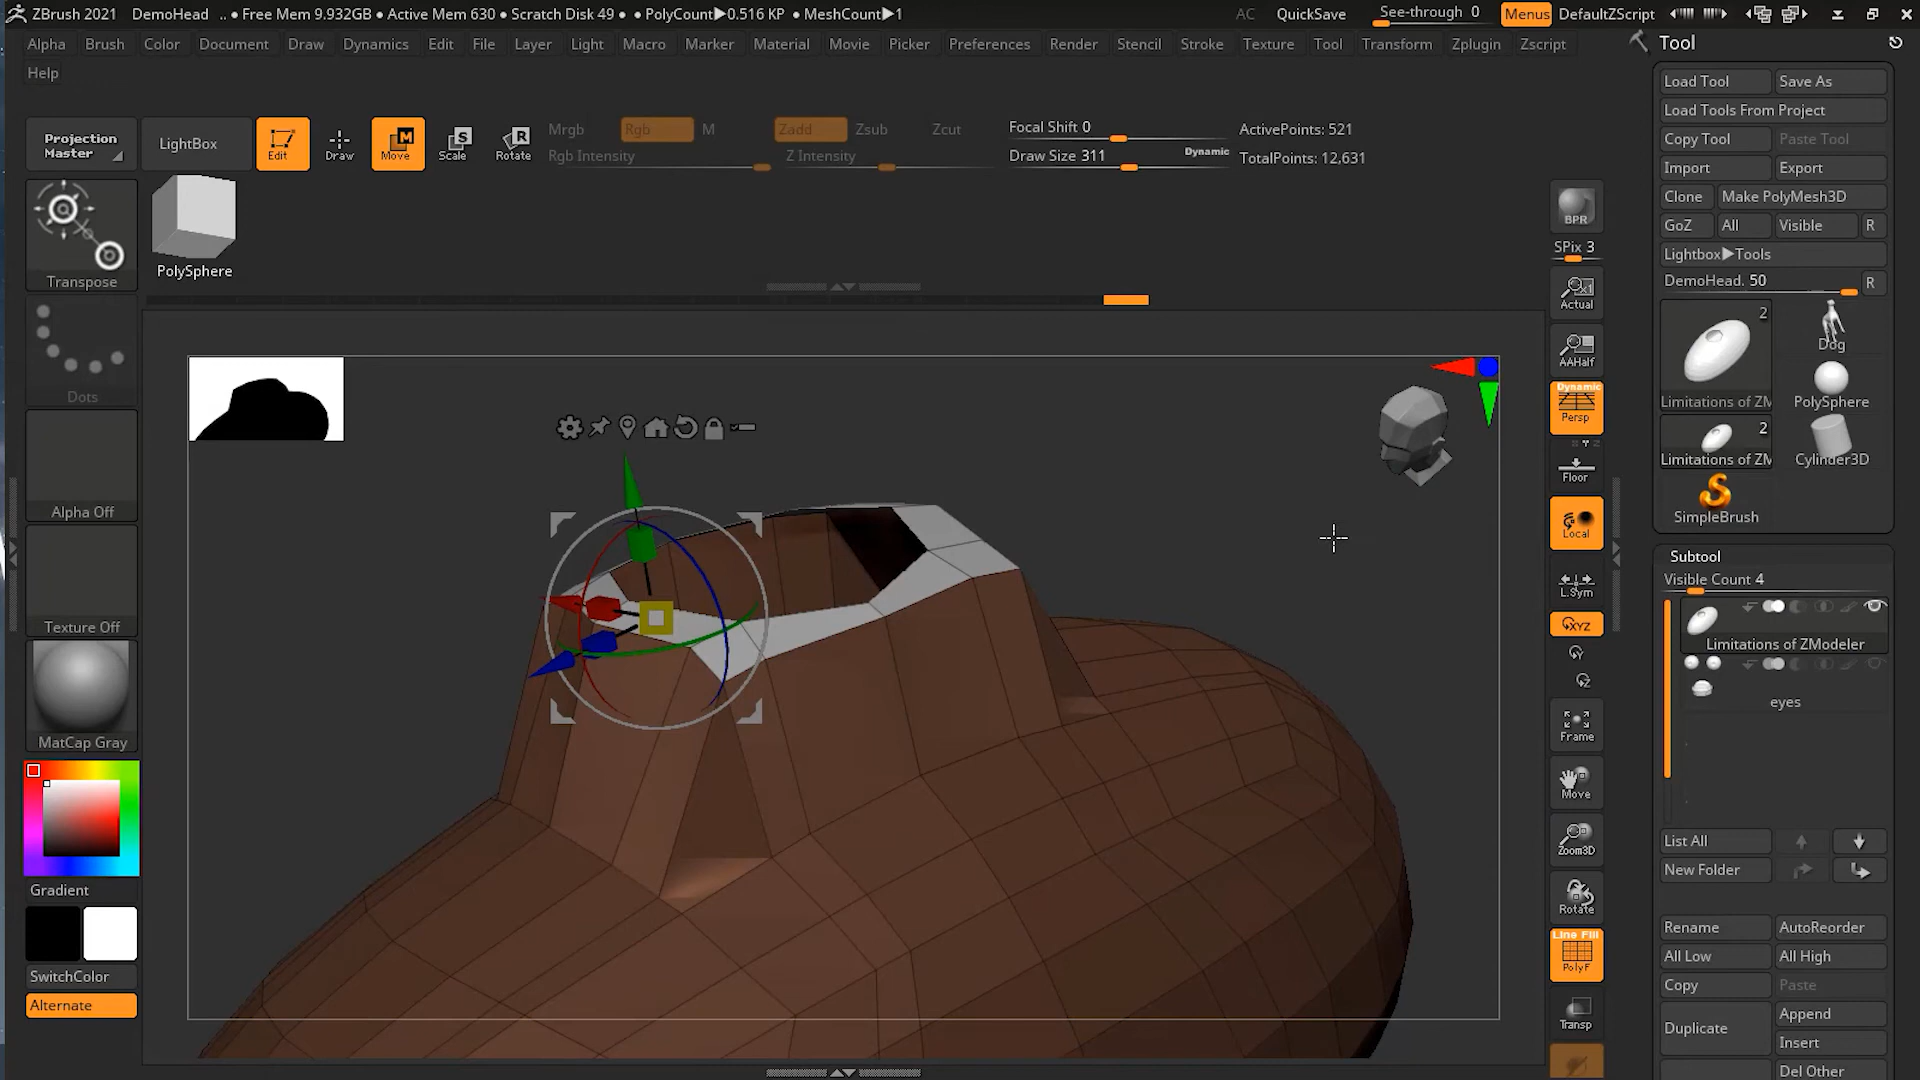 ZBrush 2021 DemoHead .. • Free Mem 9.932GB • Active Mem 630 • Scratch Disk 49 • • PolyCount▶0.516 KP • MeshCount▶1 AC QuickSave See-through 0 Menus DefaultZScript
Alpha Brush Color Document Draw Dynamics Edit File Layer Light Macro Marker Material Movie Picker Preferences Render Stencil Stroke Texture Tool Transform Zplugin Zscript
Help
Projection Master
LightBox
Edit
Draw
M
Move
S
Scale
R
Rotate
Mrgb Rgb M
Rgb Intensity
Zadd Zsub Zcut
Z Intensity
Focal Shift 0
Draw Size 311
Dynamic
ActivePoints: 521
TotalPoints: 12,631
Transpose
Dots
Alpha Off
Texture Off
MatCap Gray
Gradient
SwitchColor
Alternate
PolySphere
BPR
SPix 3
x1
Actual
AAHalf
Dynamic
Persp
Floor
Local
L.Sym
XYZ
Y
Z
Frame
Move
Zoom3D
Rotate
Line Fill
PolyF
Transp
Tool
Load Tool Save As
Load Tools From Project
Copy Tool Paste Tool
Import Export
Clone Make PolyMesh3D
GoZ All Visible R
Lightbox▶Tools
DemoHead. 50 R
2
Limitations of ZM
Dog
PolySphere
2
Limitations of ZM
Cylinder3D
SimpleBrush
Subtool
Visible Count 4
Limitations of ZModeler
eyes
List All
New Folder
Rename AutoReorder
All Low All High
Copy Paste
Duplicate
Append
Insert
Del Other